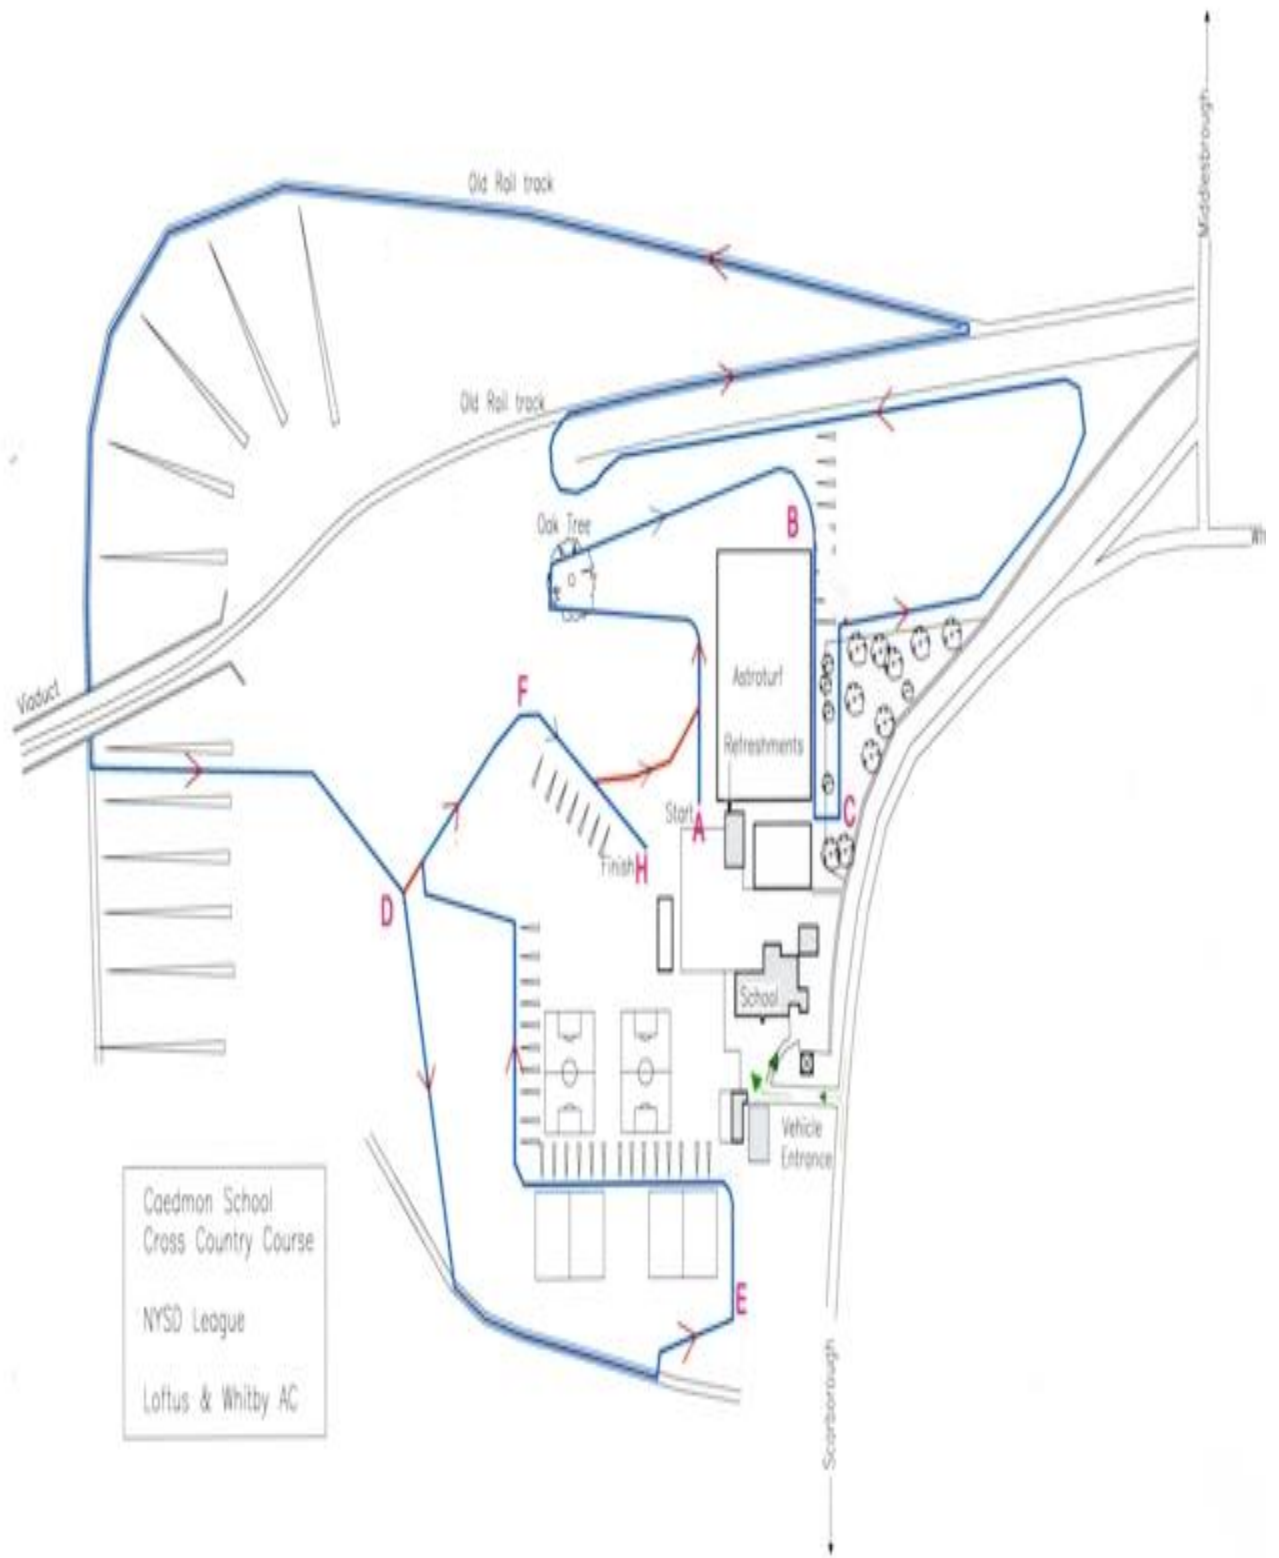 Middlesbrough
Old Rail track
Old Rail track
B
Oak Tree
Wh
Viaduct
F
Astroturf
Refreshments
Start
A
C
Finish
H
D
School
Vehicle
Entrance
Caedmon School
Cross Country Course
NYSD League
Loftus & Whitby AC
E
Scarborough